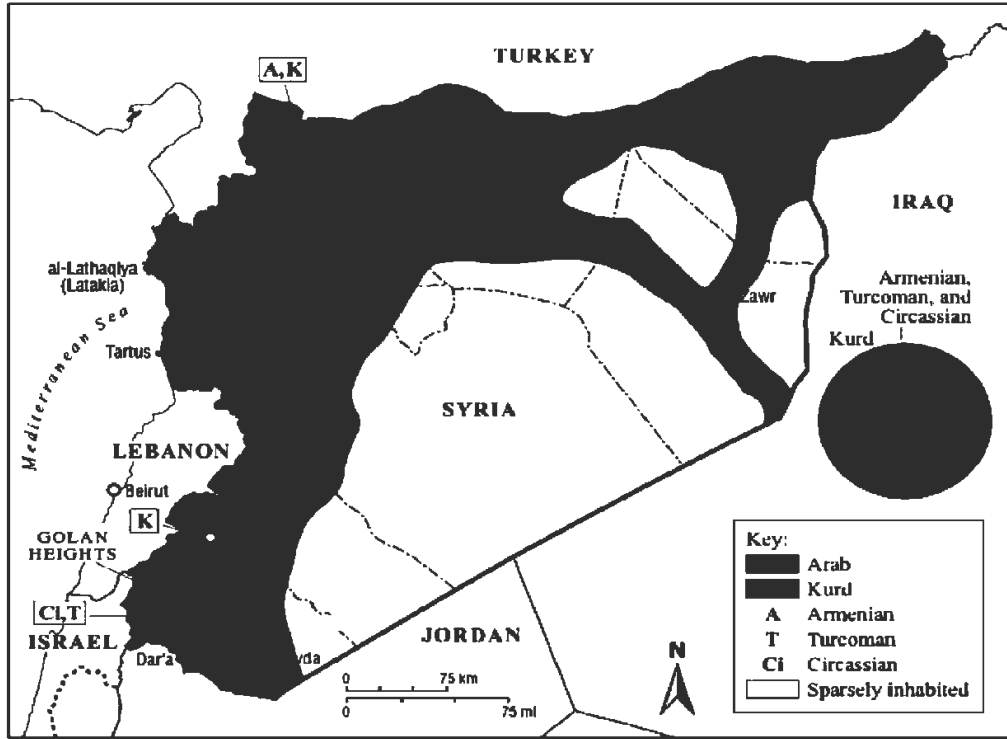 TURKEY
A,K
IRAQ
al-Lathaqiya
(Latakia)
Mediterranean Sea
Tartus
Armenian,
Turcoman, and
Circassian
Kurd
SYRIA
LEBANON
Beirut
K
GOLAN
HEIGHTS
Ci,T
ISRAEL
Dar'a
JORDAN
0 75 km
0 75 mi
N
Key:
Arab
Kurd
A Armenian
T Turcoman
Ci Circassian
Sparsely inhabited